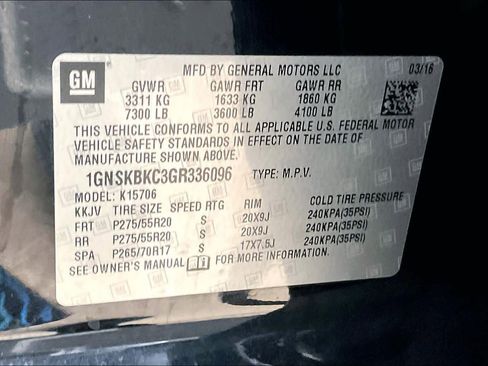 GM
MFD BY GENERAL MOTORS LLC 03/16
GVWR GAWR FRT GAWR RR
3311 KG 1633 KG 1860 KG
7300 LB 3600 LB 4100 LB
THIS VEHICLE CONFORMS TO ALL APPLICABLE U.S. FEDERAL MOTOR
VEHICLE SAFETY STANDARDS IN EFFECT ON THE DATE OF
MANUFACTURE SHOWN ABOVE.
1GNSKBKC3GR336096 TYPE: M.P.V.
MODEL: K15706
KKJV TIRE SIZE SPEED RTG RIM COLD TIRE PRESSURE
FRT P275/55R20 S 20X9J 240KPA(35PSI)
RR P275/55R20 S 20X9J 240KPA(35PSI)
SPA P265/70R17 S 17X7.5J 240KPA(35PSI)
SEE OWNER'S MANUAL FOR MORE INFORMATION.